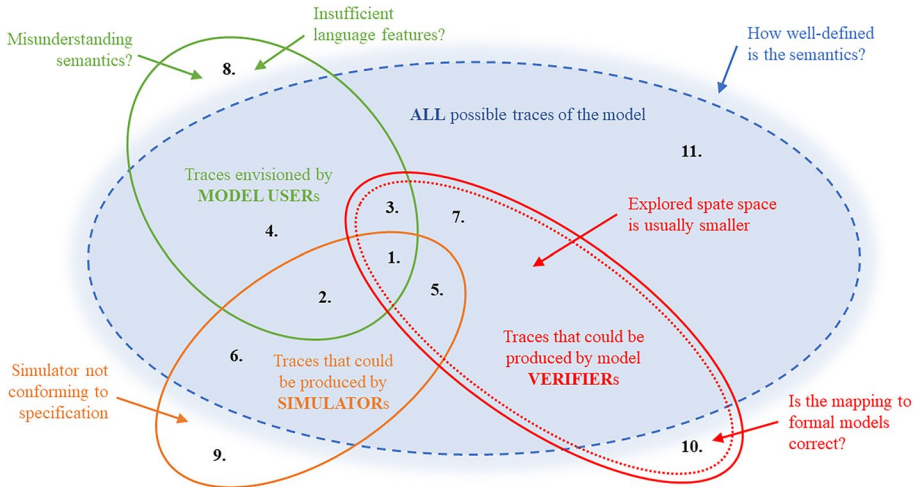 Insufficient
language features?
Misunderstanding
semantics?
8.
How well-defined
is the semantics?
ALL possible traces of the model
11.
Traces envisioned by
MODEL USERs
3.
7.
Explored spate space
is usually smaller
4.
1.
2.
5.
6.
Traces that could
be produced by
SIMULATORs
Traces that could be
produced by model
VERIFIERs
Simulator not
conforming to
specification
9.
10.
Is the mapping to
formal models
correct?